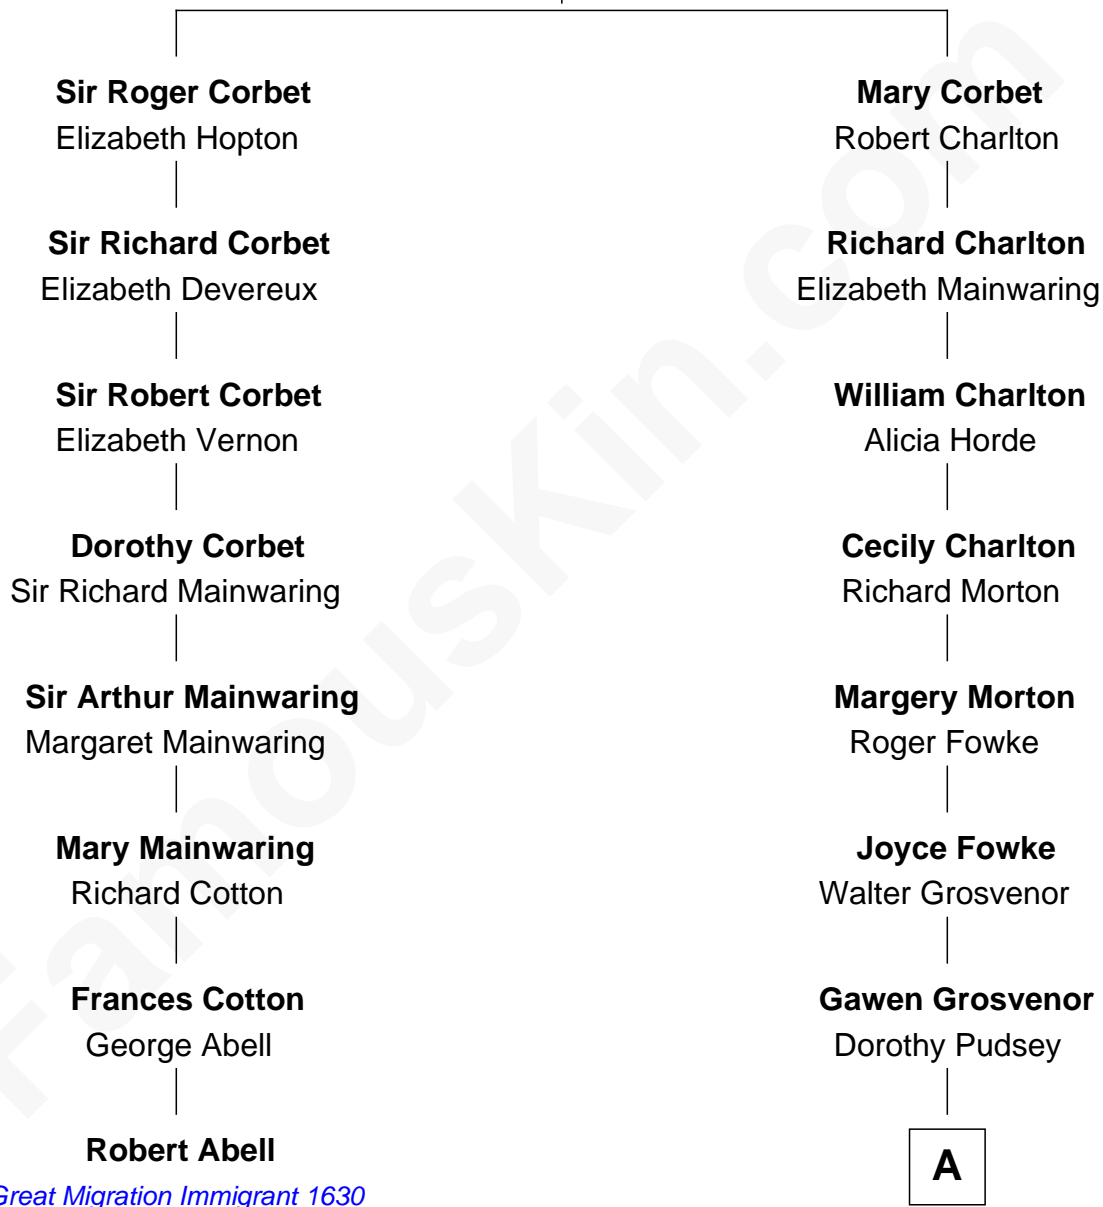 Sir Roger Corbet
Elizabeth Hopton
Sir Richard Corbet
Elizabeth Devereux
Sir Robert Corbet
Elizabeth Vernon
Dorothy Corbet
Sir Richard Mainwaring
Sir Arthur Mainwaring
Margaret Mainwaring
Mary Mainwaring
Richard Cotton
Frances Cotton
George Abell
Robert Abell
Great Migration Immigrant 1630
Mary Corbet
Robert Charlton
Richard Charlton
Elizabeth Mainwaring
William Charlton
Alicia Horde
Cecily Charlton
Richard Morton
Margery Morton
Roger Fowke
Joyce Fowke
Walter Grosvenor
Gawen Grosvenor
Dorothy Pudsey
A
FamousKin.com